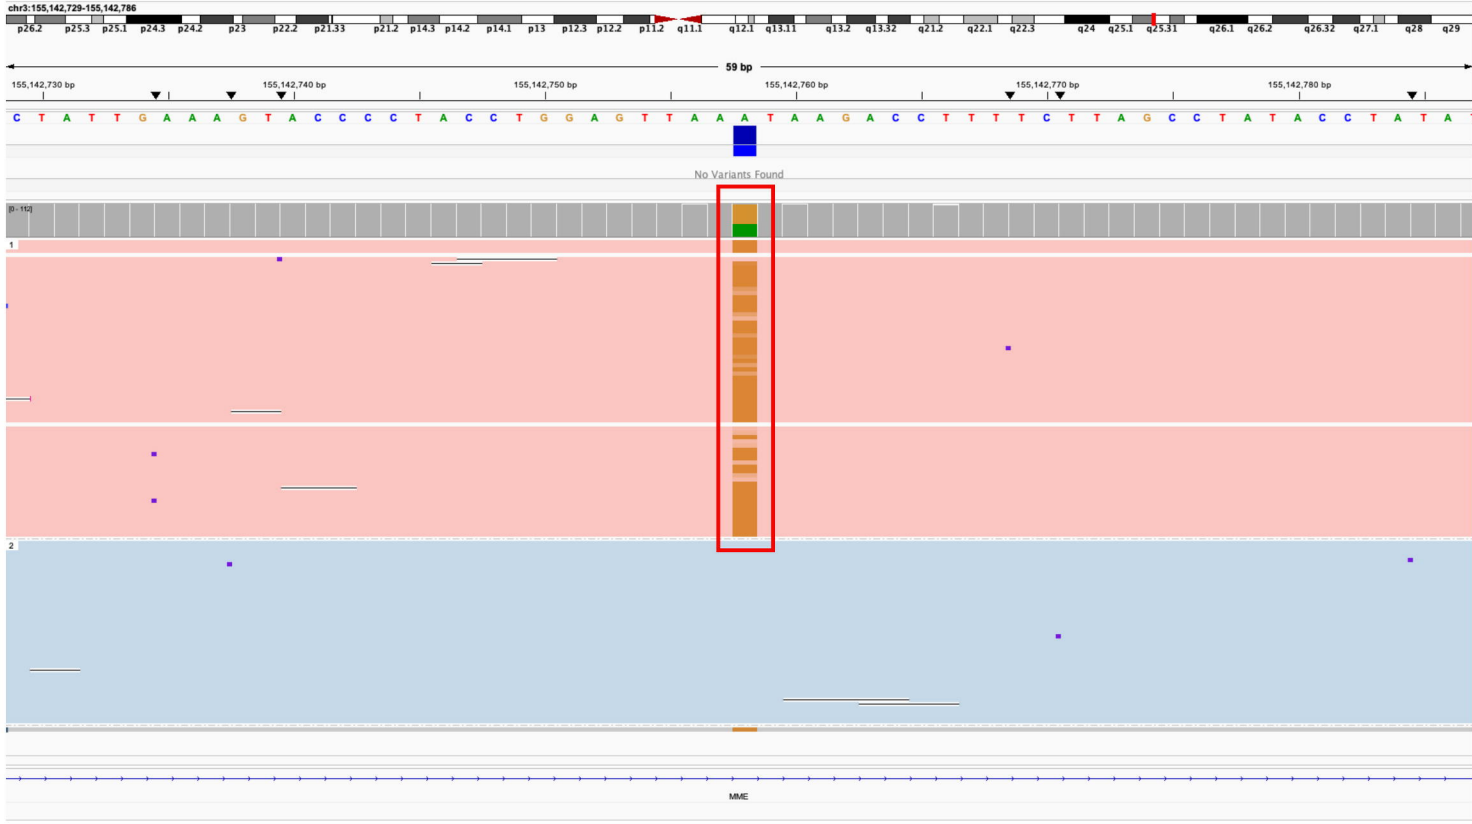 chr3:155,142,729-155,142,786
p26.2 p25.3 p25.1 p24.3 p24.2 p23 p22.2 p21.33 p21.2 p14.3 p14.2 p14.1 p13 p12.3 p12.2 p11.2 q11.1 q12.1 q13.11 q13.2 q13.32 q21.2 q22.1 q22.3 q24 q25.1 q25.31 q26.1 q26.2 q26.32 q27.1 q28 q29
59 bp
155,142,730 bp 155,142,740 bp 155,142,750 bp 155,142,760 bp 155,142,770 bp 155,142,780 bp
C T A T T G A A A G T A C C C C T A C C T G G A G T T A A A T A A G A C C T T T T C T T A G C C T A T A C C T A T A T
No Variants Found
[0 - 112]
1
2
MME